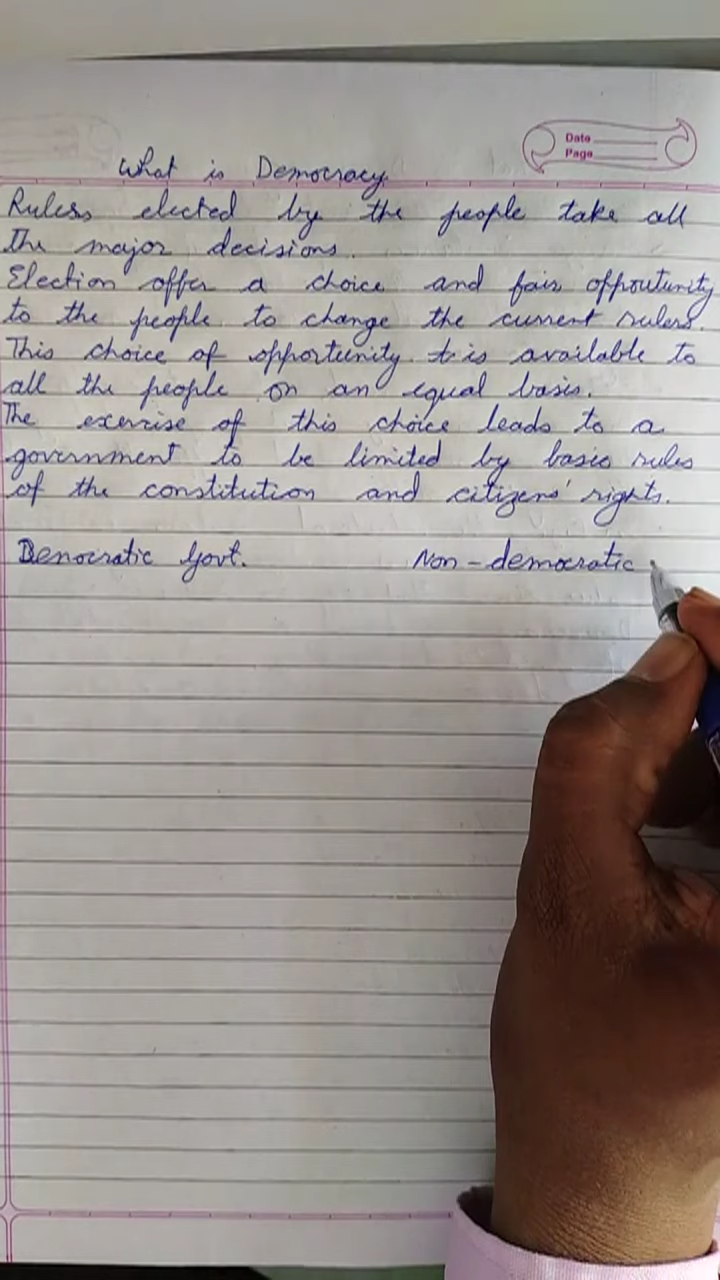 Date
Page
What is Democracy
Rulers elected by the people take all
the major decisions.
Election offer a choice and fair opportunity
to the people to change the current rulers.
This choice of opportunity is available to
all the people on an equal basis.
The exercise of this choice leads to a
government to be limited by basic rules
of the constitution and citizens' rights.
Democratic Govt. Non-democratic